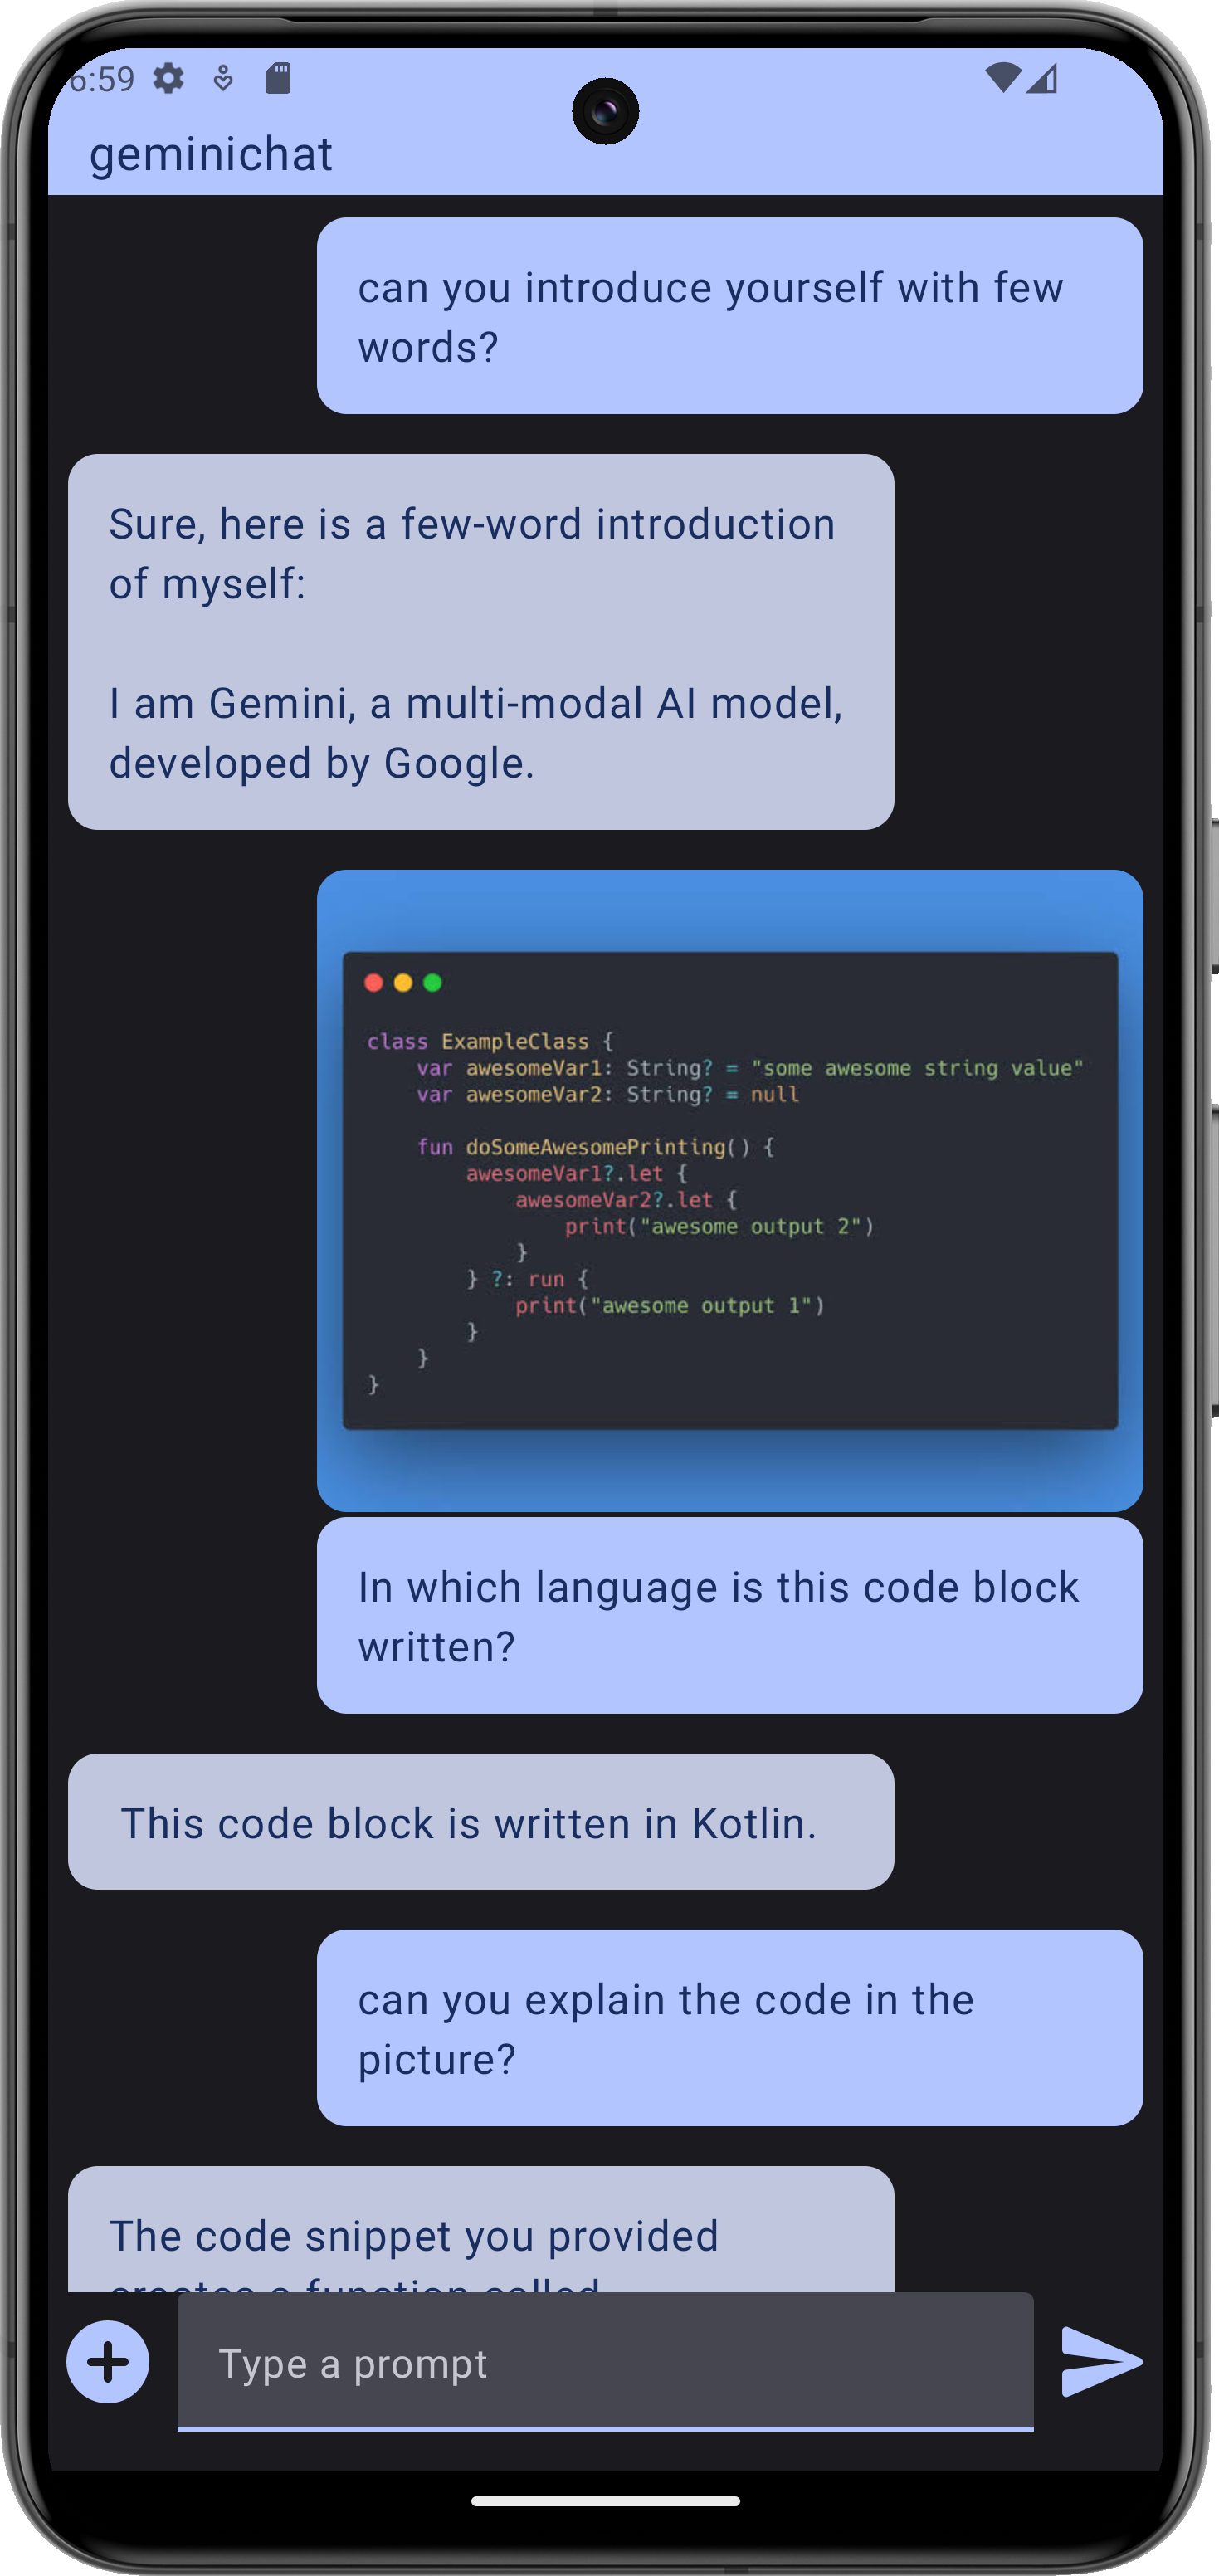 6:59
geminichat
can you introduce yourself with few
words?
Sure, here is a few-word introduction
of myself:
I am Gemini, a multi-modal AI model,
developed by Google.
class ExampleClass {
    var awesomeVar1: String? = "some awesome string value"
    var awesomeVar2: String? = null
    fun doSomeAwesomePrinting() {
        awesomeVar1?.let {
            awesomeVar2?.let {
                print("awesome output 2")
            }
        } ?: run {
            print("awesome output 1")
        }
    }
}
In which language is this code block
written?
This code block is written in Kotlin.
can you explain the code in the
picture?
The code snippet you provided
creates a function called
Type a prompt